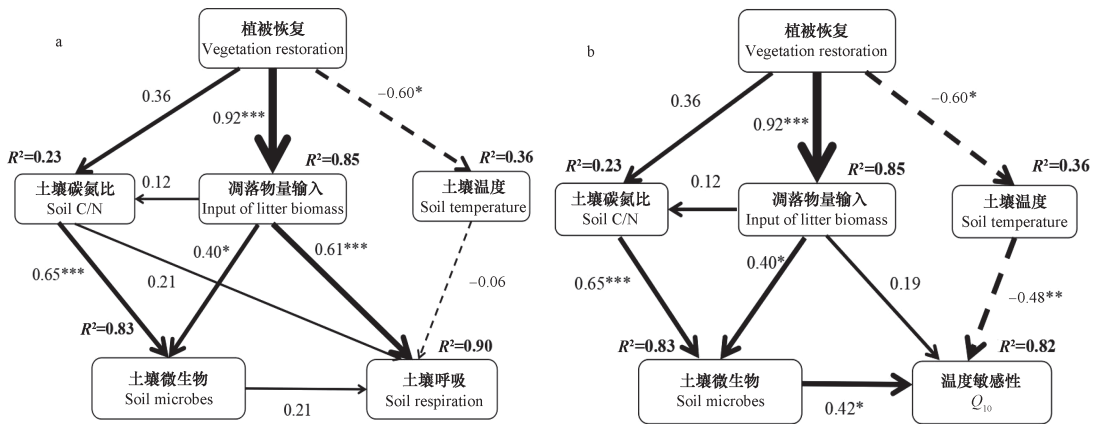 a
植被恢复
Vegetation restoration
0.36
0.92***
−0.60*
R²=0.23
R²=0.85
R²=0.36
土壤碳氮比
Soil C/N
0.12
凋落物量输入
Input of litter biomass
土壤温度
Soil temperature
0.65***
0.21
0.40*
0.61***
−0.06
R²=0.83
R²=0.90
土壤微生物
Soil microbes
0.21
土壤呼吸
Soil respiration
b
植被恢复
Vegetation restoration
0.36
0.92***
−0.60*
R²=0.23
R²=0.85
R²=0.36
土壤碳氮比
Soil C/N
0.12
凋落物量输入
Input of litter biomass
土壤温度
Soil temperature
0.65***
0.40*
0.19
−0.48**
R²=0.83
R²=0.82
土壤微生物
Soil microbes
0.42*
温度敏感性
Q₁₀